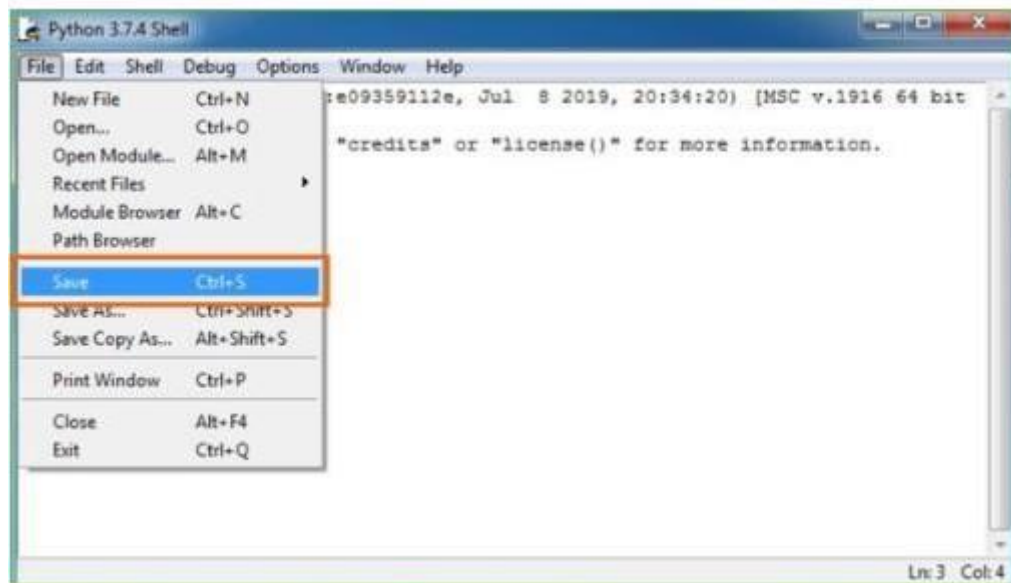 Python 3.7.4 Shell
File Edit Shell Debug Options Window Help
New File Ctrl+N
:e09359112e, Jul 8 2019, 20:34:20) [MSC v.1916 64 bit
Open... Ctrl+O
Open Module... Alt+M
"credits" or "license()" for more information.
Recent Files
Module Browser Alt+C
Path Browser
Save Ctrl+S
Save As... Ctrl+Shift+S
Save Copy As... Alt+Shift+S
Print Window Ctrl+P
Close Alt+F4
Exit Ctrl+Q
Ln: 3 Col: 4